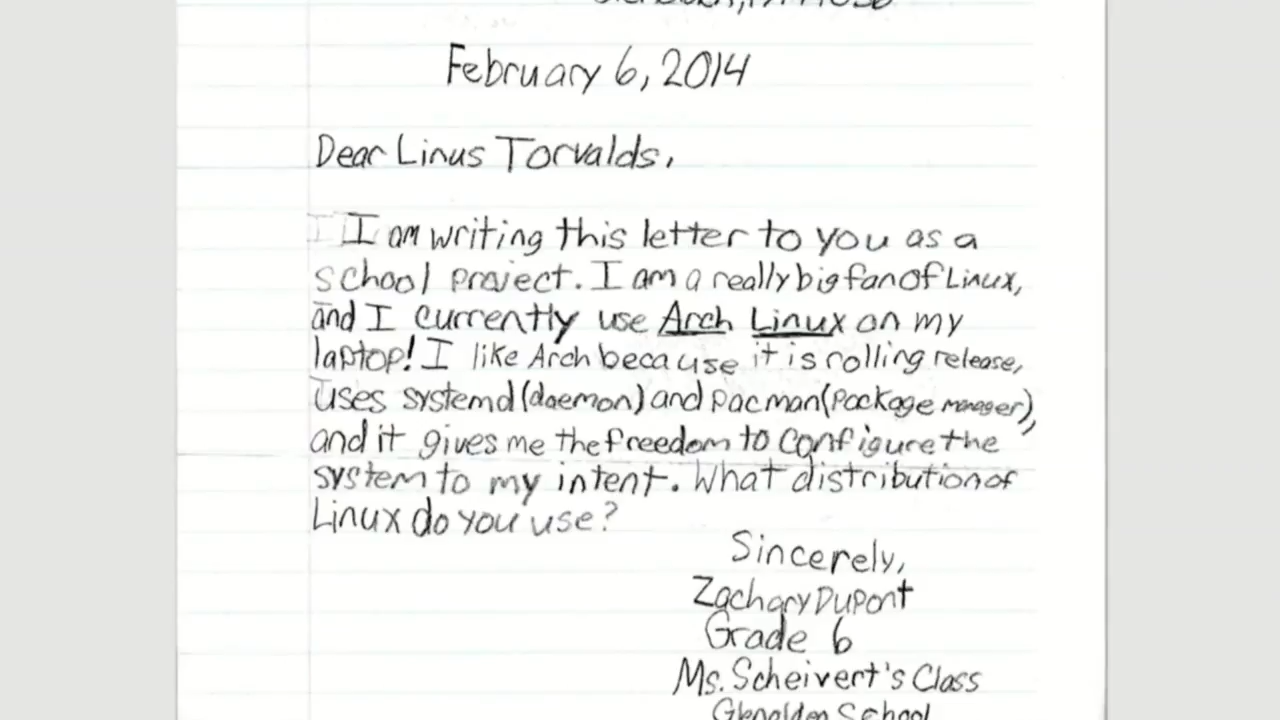 February 6, 2014
Dear Linus Torvalds,
I am writing this letter to you as a
school project. I am a really big fan of Linux,
and I currently use Arch Linux on my
laptop! I like Arch because it is rolling release,
uses systemd (daemon) and pacman (package manager),
and it gives me the freedom to configure the
system to my intent. What distribution of
Linux do you use?
Sincerely,
Zachary DuPont
Grade 6
Ms. Scheivert's Class
School